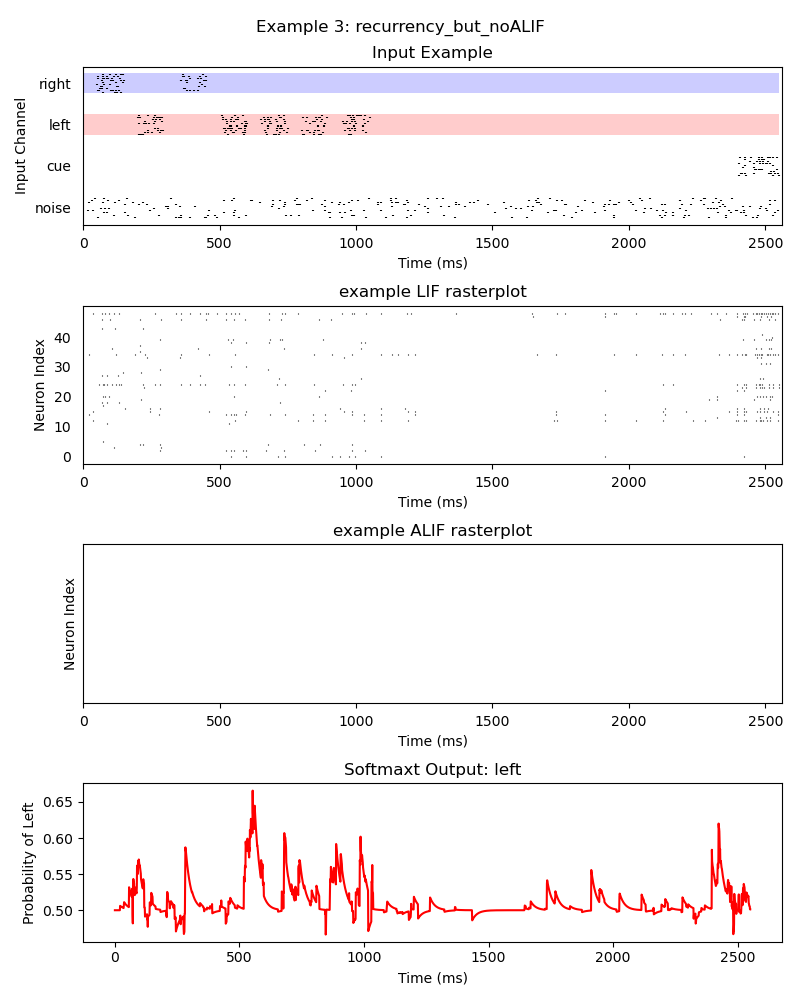 Example 3: recurrency_but_noALIF
Input Example
Input Channel
right
left
cue
noise
0 500 1000 1500 2000 2500
Time (ms)
example LIF rasterplot
Neuron Index
40
30
20
10
0
0 500 1000 1500 2000 2500
Time (ms)
example ALIF rasterplot
Neuron Index
0 500 1000 1500 2000 2500
Time (ms)
Softmaxt Output: left
Probability of Left
0.65
0.60
0.55
0.50
0 500 1000 1500 2000 2500
Time (ms)